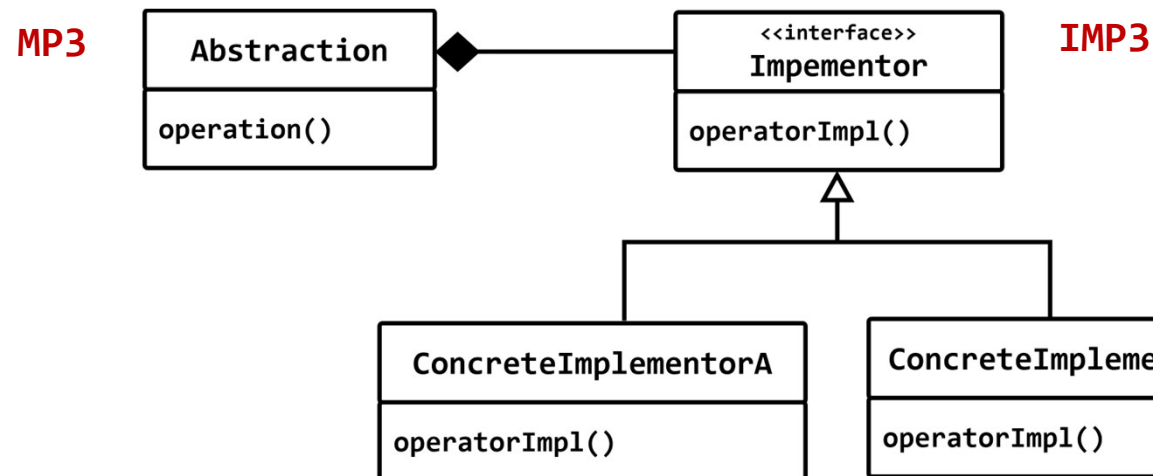 MP3
Abstraction
operation()
<<interface>>
Impementor
operatorImpl()
IMP3
ConcreteImplementorA
operatorImpl()
ConcreteImpleme
operatorImpl()